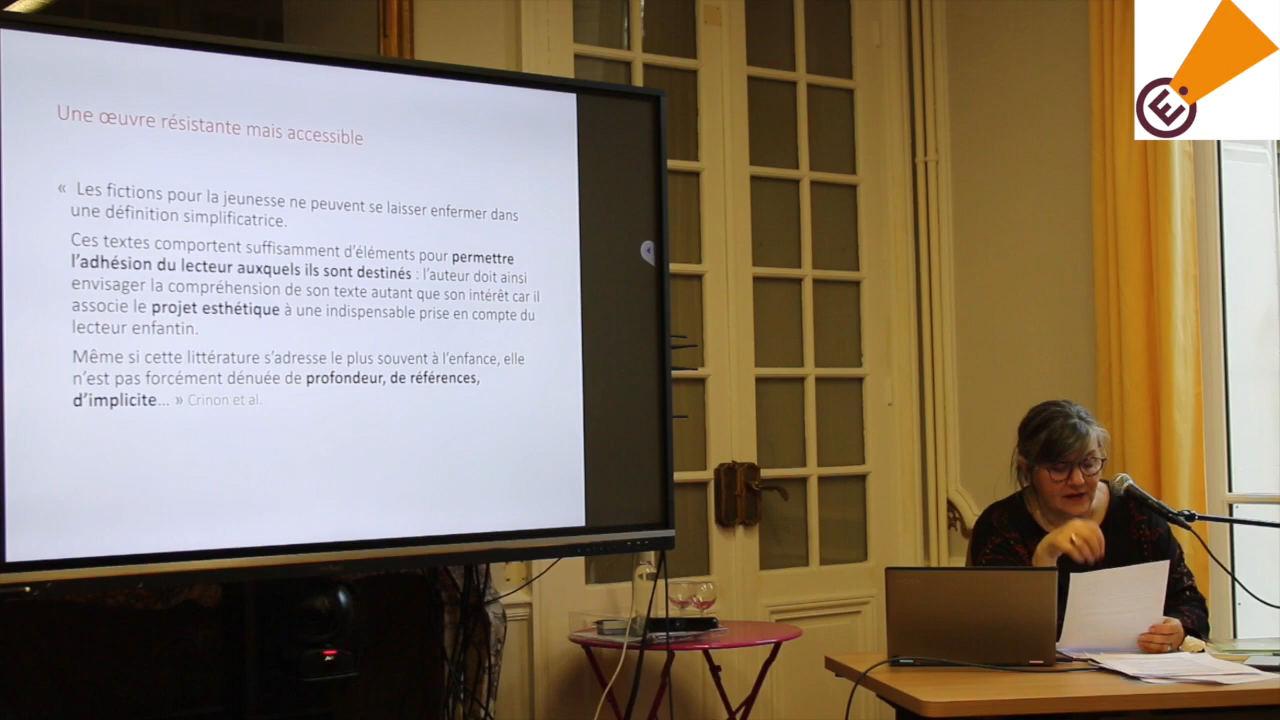 Une œuvre résistante mais accessible
« Les fictions pour la jeunesse ne peuvent se laisser enfermer dans
une définition simplificatrice.
Ces textes comportent suffisamment d'éléments pour permettre
l'adhésion du lecteur auxquels ils sont destinés : l'auteur doit ainsi
envisager la compréhension de son texte autant que son intérêt car il
associe le projet esthétique à une indispensable prise en compte du
lecteur enfantin.
Même si cette littérature s'adresse le plus souvent à l'enfance, elle
n'est pas forcément dénuée de profondeur, de références,
d'implicite... » Crinon et al.
E